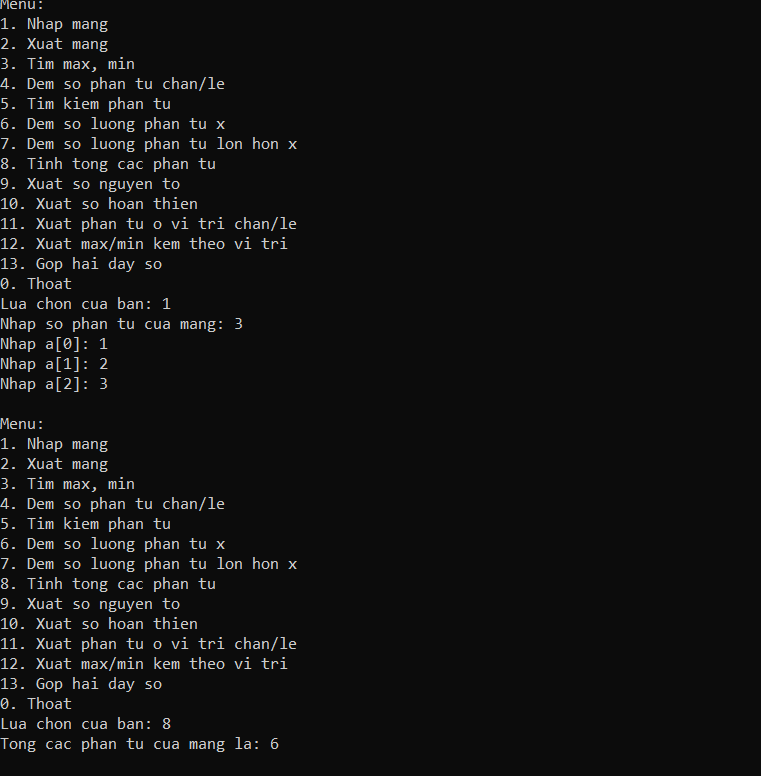 Menu:
1. Nhap mang
2. Xuat mang
3. Tim max, min
4. Dem so phan tu chan/le
5. Tim kiem phan tu
6. Dem so luong phan tu x
7. Dem so luong phan tu lon hon x
8. Tinh tong cac phan tu
9. Xuat so nguyen to
10. Xuat so hoan thien
11. Xuat phan tu o vi tri chan/le
12. Xuat max/min kem theo vi tri
13. Gop hai day so
0. Thoat
Lua chon cua ban: 1
Nhap so phan tu cua mang: 3
Nhap a[0]: 1
Nhap a[1]: 2
Nhap a[2]: 3

Menu:
1. Nhap mang
2. Xuat mang
3. Tim max, min
4. Dem so phan tu chan/le
5. Tim kiem phan tu
6. Dem so luong phan tu x
7. Dem so luong phan tu lon hon x
8. Tinh tong cac phan tu
9. Xuat so nguyen to
10. Xuat so hoan thien
11. Xuat phan tu o vi tri chan/le
12. Xuat max/min kem theo vi tri
13. Gop hai day so
0. Thoat
Lua chon cua ban: 8
Tong cac phan tu cua mang la: 6